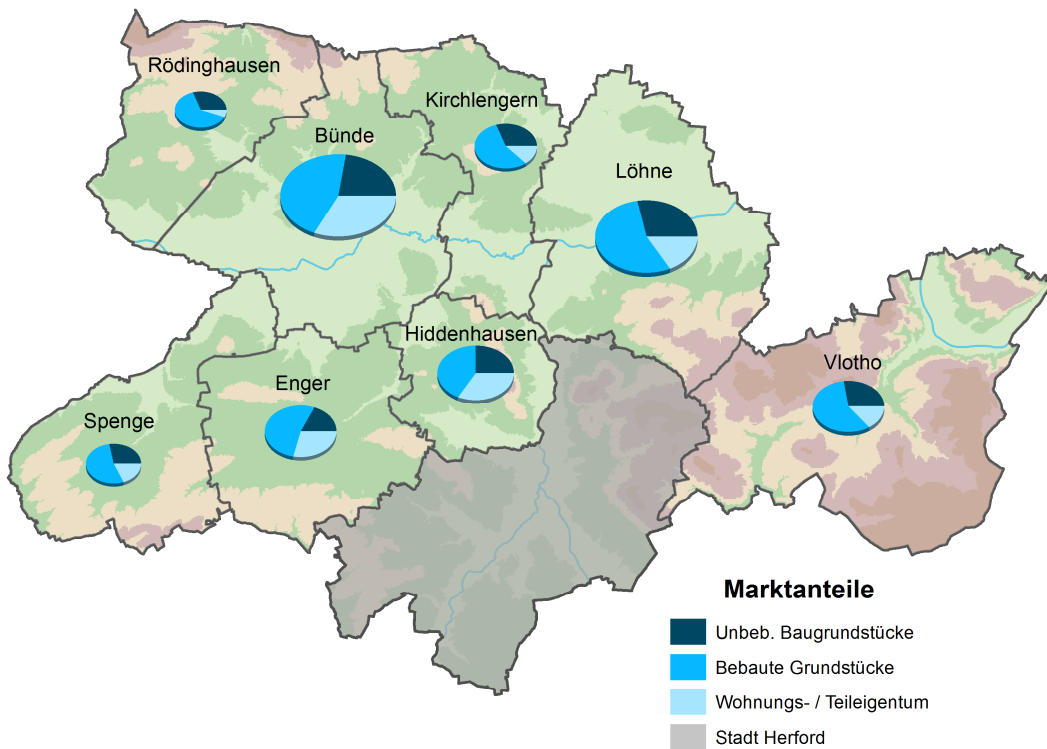 Rödinghausen
Kirchlengern
Bünde
Löhne
Hiddenhausen
Vlotho
Enger
Spenge
Marktanteile
Unbeb. Baugrundstücke
Bebaute Grundstücke
Wohnungs- / Teileigentum
Stadt Herford